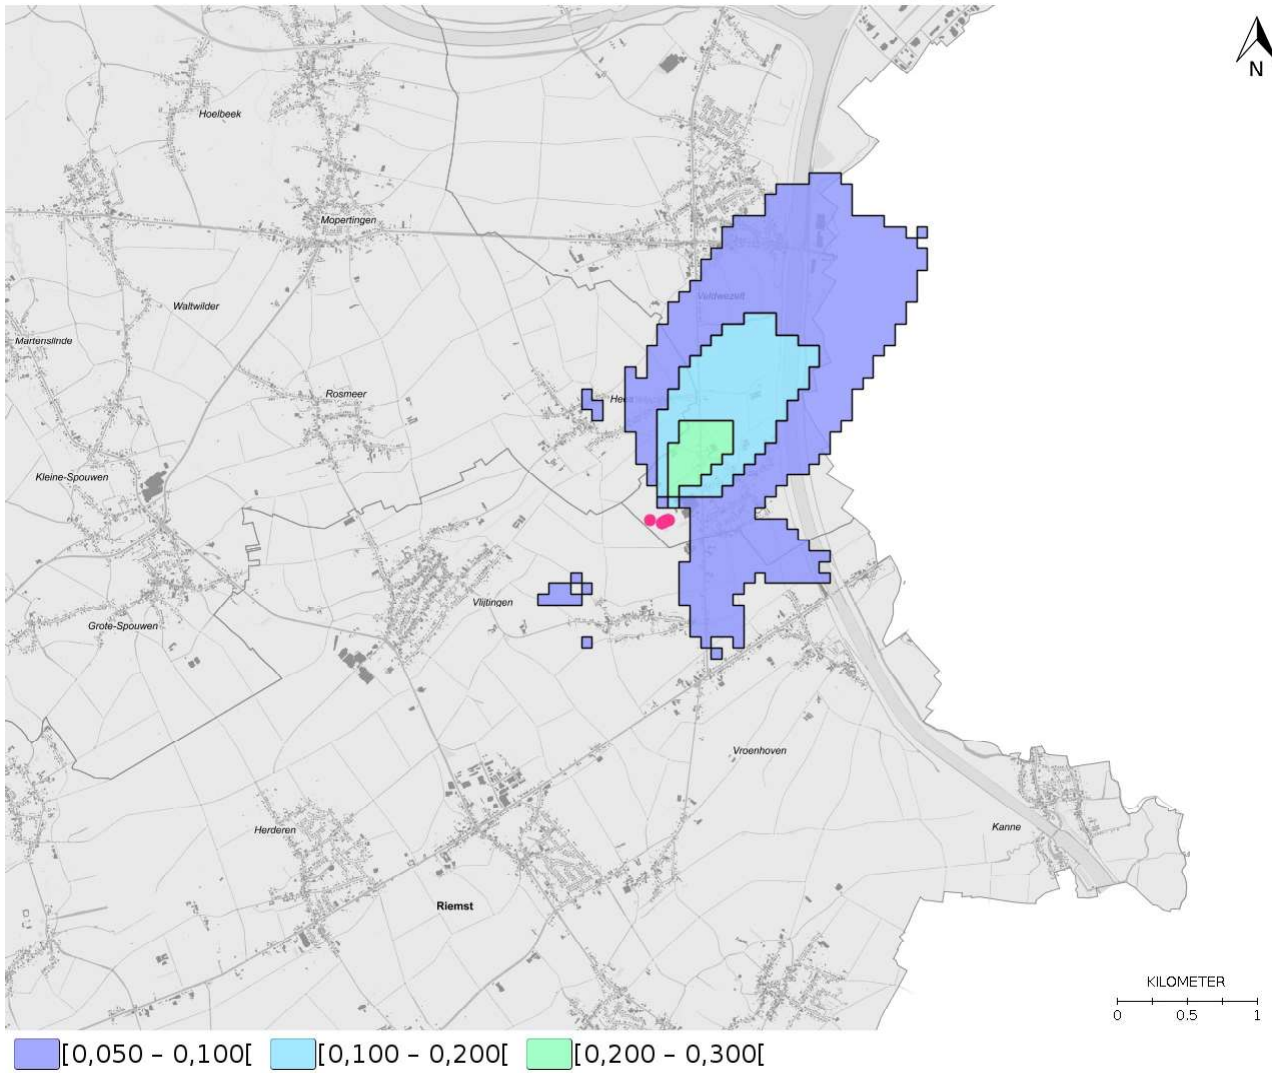 N
Hoelbeek
Mopertingen
Waltwilder
Veldwezelt
Martenslinde
Rosmeer
Kleine-Spouwen
Vlijtingen
Grote-Spouwen
Vroenhoven
Herderen
Kanne
Riemst
KILOMETER
0 0.5 1
[0,050 – 0,100[ [0,100 – 0,200[ [0,200 – 0,300[